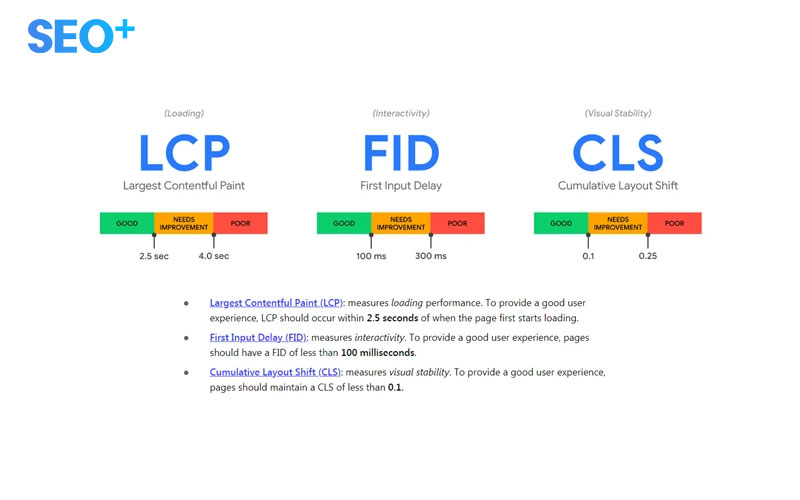 SEO+
(Loading)
LCP
Largest Contentful Paint
GOOD
NEEDS
IMPROVEMENT
POOR
2.5 sec
4.0 sec
(Interactivity)
FID
First Input Delay
GOOD
NEEDS
IMPROVEMENT
POOR
100 ms
300 ms
(Visual Stability)
CLS
Cumulative Layout Shift
GOOD
NEEDS
IMPROVEMENT
POOR
0.1
0.25
• Largest Contentful Paint (LCP): measures loading performance. To provide a good user
experience, LCP should occur within 2.5 seconds of when the page first starts loading.
• First Input Delay (FID): measures interactivity. To provide a good user experience, pages
should have a FID of less than 100 milliseconds.
• Cumulative Layout Shift (CLS): measures visual stability. To provide a good user experience,
pages should maintain a CLS of less than 0.1.